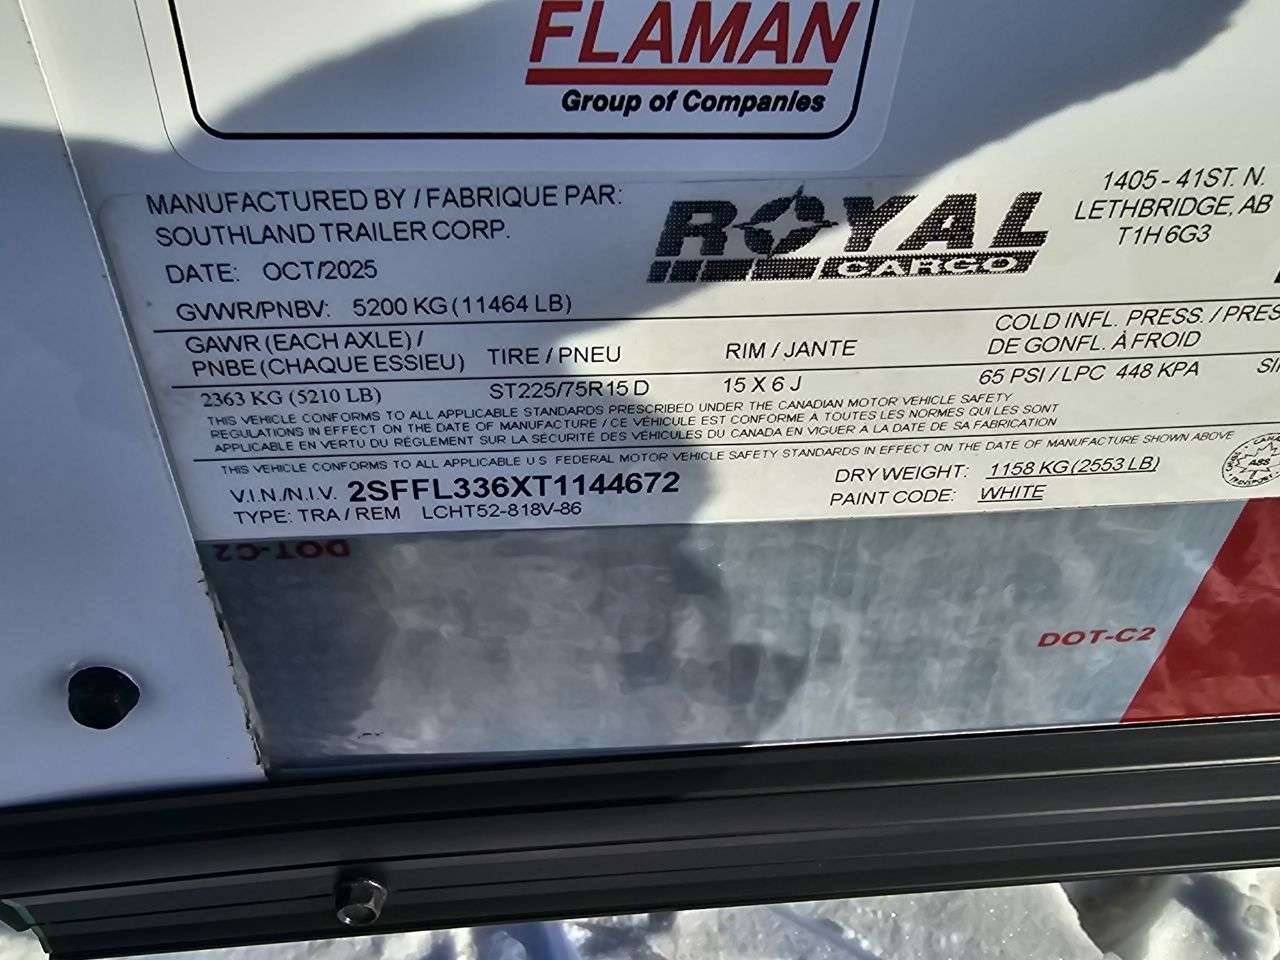 FLAMAN
Group of Companies
MANUFACTURED BY / FABRIQUE PAR:
SOUTHLAND TRAILER CORP.
DATE: OCT/2025
ROYAL
CARGO
1405 - 41ST. N.
LETHBRIDGE, AB
T1H 6G3
GVWR/PNBV: 5200 KG (11464 LB)
GAWR (EACH AXLE) /
PNBE (CHAQUE ESSIEU)
TIRE / PNEU
RIM / JANTE
COLD INFL. PRESS. / PRES
DE GONFL. À FROID
2363 KG (5210 LB) ST225/75R15 D 15 X 6 J 65 PSI / LPC 448 KPA SI
THIS VEHICLE CONFORMS TO ALL APPLICABLE STANDARDS PRESCRIBED UNDER THE CANADIAN MOTOR VEHICLE SAFETY
REGULATIONS IN EFFECT ON THE DATE OF MANUFACTURE / CE VÉHICULE EST CONFORME À TOUTES LES NORMES QUI LES SONT
APPLICABLE EN VERTU DU RÉGLEMENT SUR LA SÉCURITE DES VÉHICULES DU CANADA EN VIGUER A LA DATE DE SA FABRICATION
THIS VEHICLE CONFORMS TO ALL APPLICABLE U S FEDERAL MOTOR VEHICLE SAFETY STANDARDS IN EFFECT ON THE DATE OF MANUFACTURE SHOWN ABOVE
V.I.N./N.I.V. 2SFFL336XT1144672
TYPE: TRA / REM LCHT52-818V-86
DRY WEIGHT: 1158 KG (2553 LB)
PAINT CODE: WHITE
ASS
DOT-C2
DOT-C2